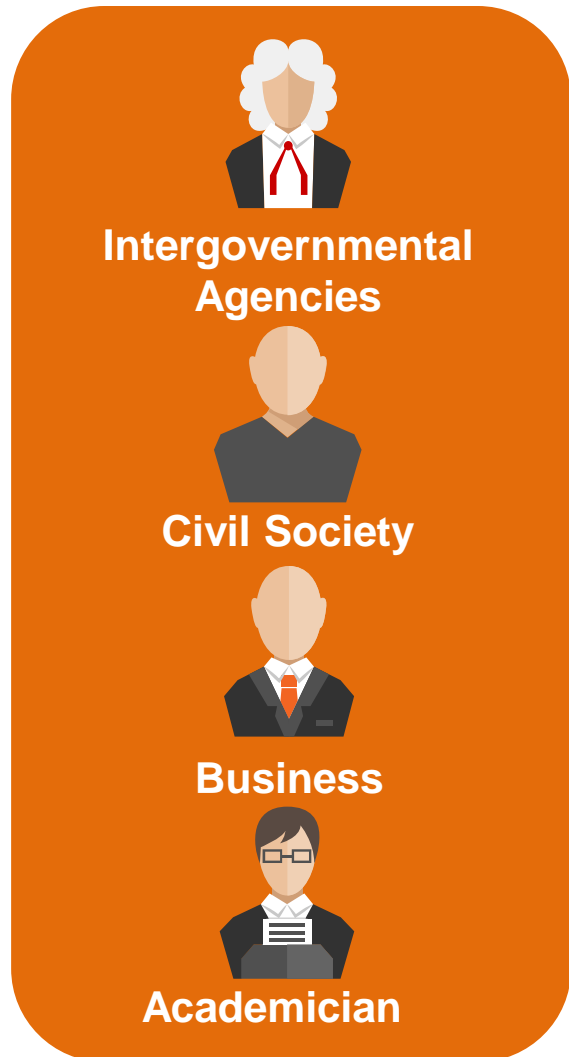 Intergovernmental
Agencies
Civil Society
Business
Academician